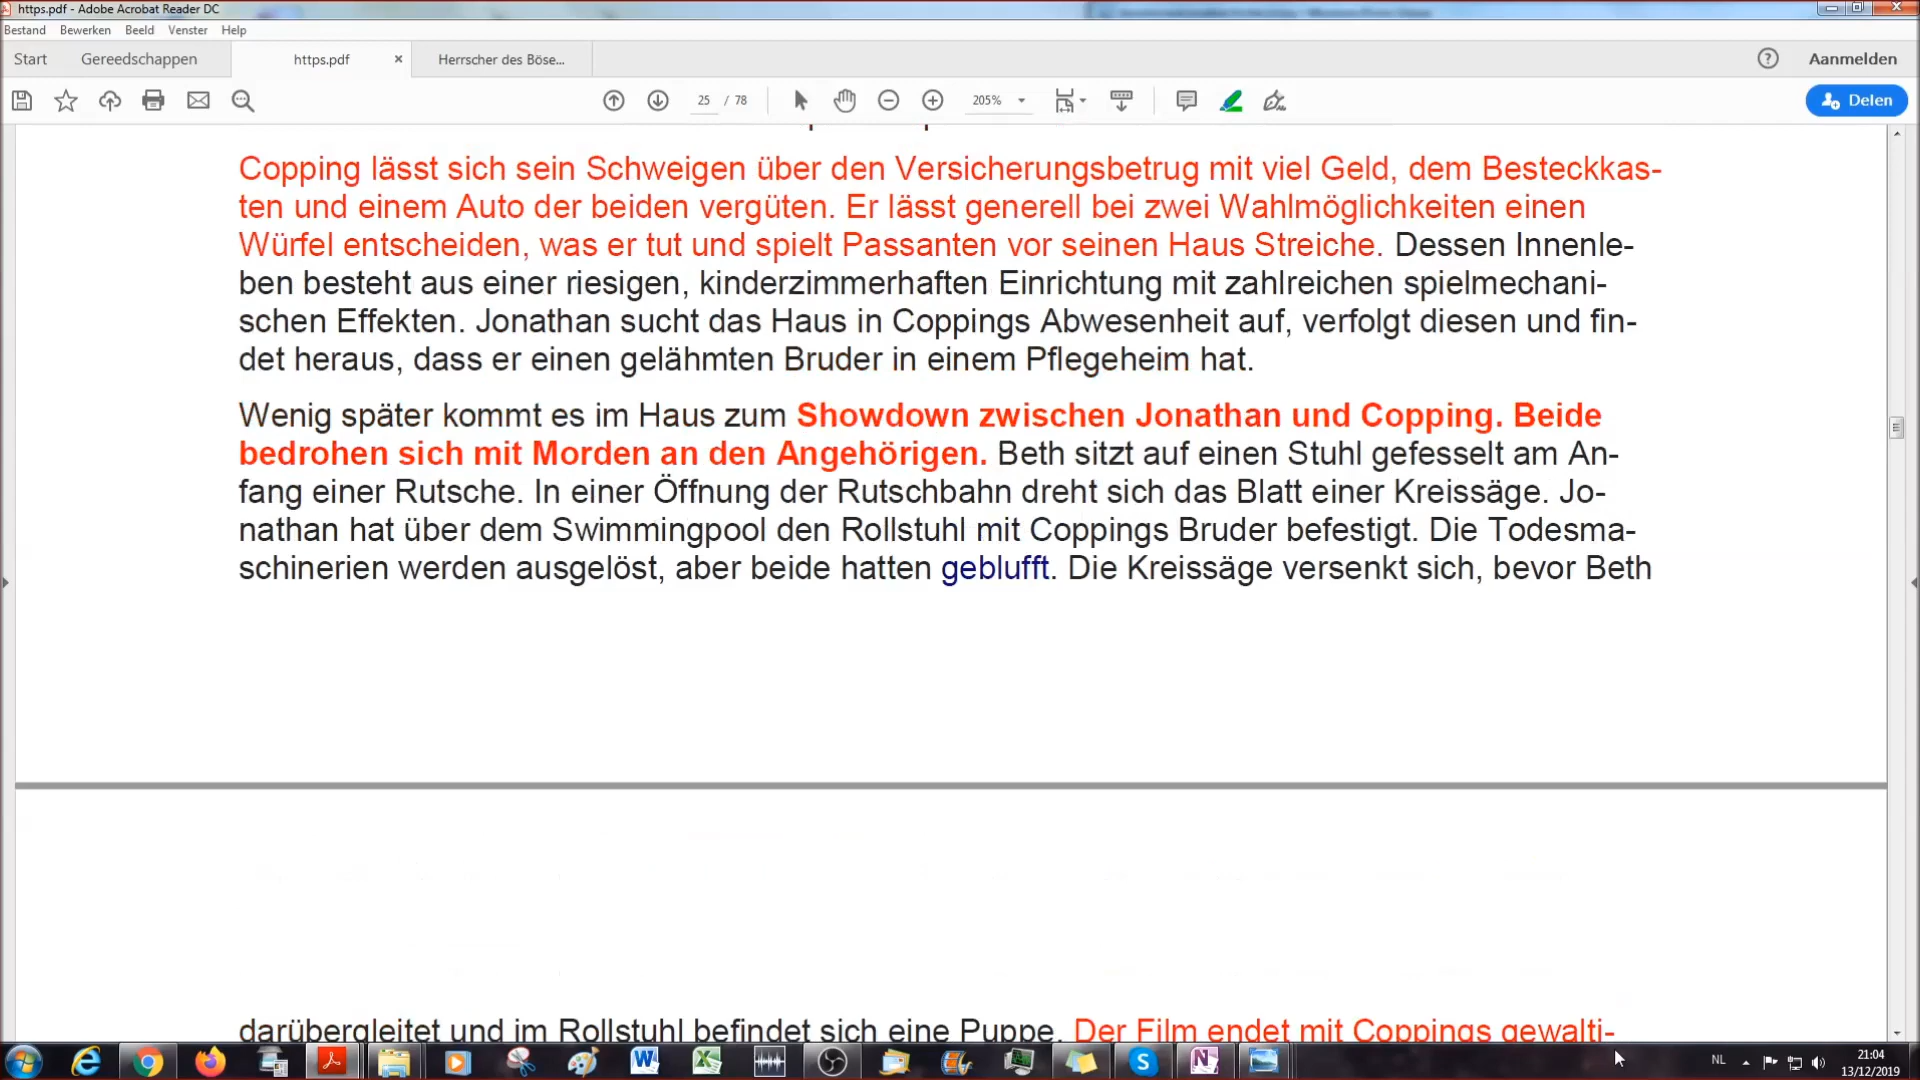 https.pdf - Adobe Acrobat Reader DC
Bestand Bewerken Beeld Venster Help
Start Gereedschappen https.pdf × Herrscher des Böse... ? Aanmelden
25 / 78 205% Delen
Copping lässt sich sein Schweigen über den Versicherungsbetrug mit viel Geld, dem Besteckkas-
ten und einem Auto der beiden vergüten. Er lässt generell bei zwei Wahlmöglichkeiten einen
Würfel entscheiden, was er tut und spielt Passanten vor seinen Haus Streiche. Dessen Innenle-
ben besteht aus einer riesigen, kinderzimmerhaften Einrichtung mit zahlreichen spielmechani-
schen Effekten. Jonathan sucht das Haus in Coppings Abwesenheit auf, verfolgt diesen und fin-
det heraus, dass er einen gelähmten Bruder in einem Pflegeheim hat.
Wenig später kommt es im Haus zum Showdown zwischen Jonathan und Copping. Beide
bedrohen sich mit Morden an den Angehörigen. Beth sitzt auf einen Stuhl gefesselt am An-
fang einer Rutsche. In einer Öffnung der Rutschbahn dreht sich das Blatt einer Kreissäge. Jo-
nathan hat über dem Swimmingpool den Rollstuhl mit Coppings Bruder befestigt. Die Todesma-
schinerien werden ausgelöst, aber beide hatten geblufft. Die Kreissäge versenkt sich, bevor Beth
darübergleitet und im Rollstuhl befindet sich eine Puppe. Der Film endet mit Coppings gewalti-
NL 21:04
13/12/2019